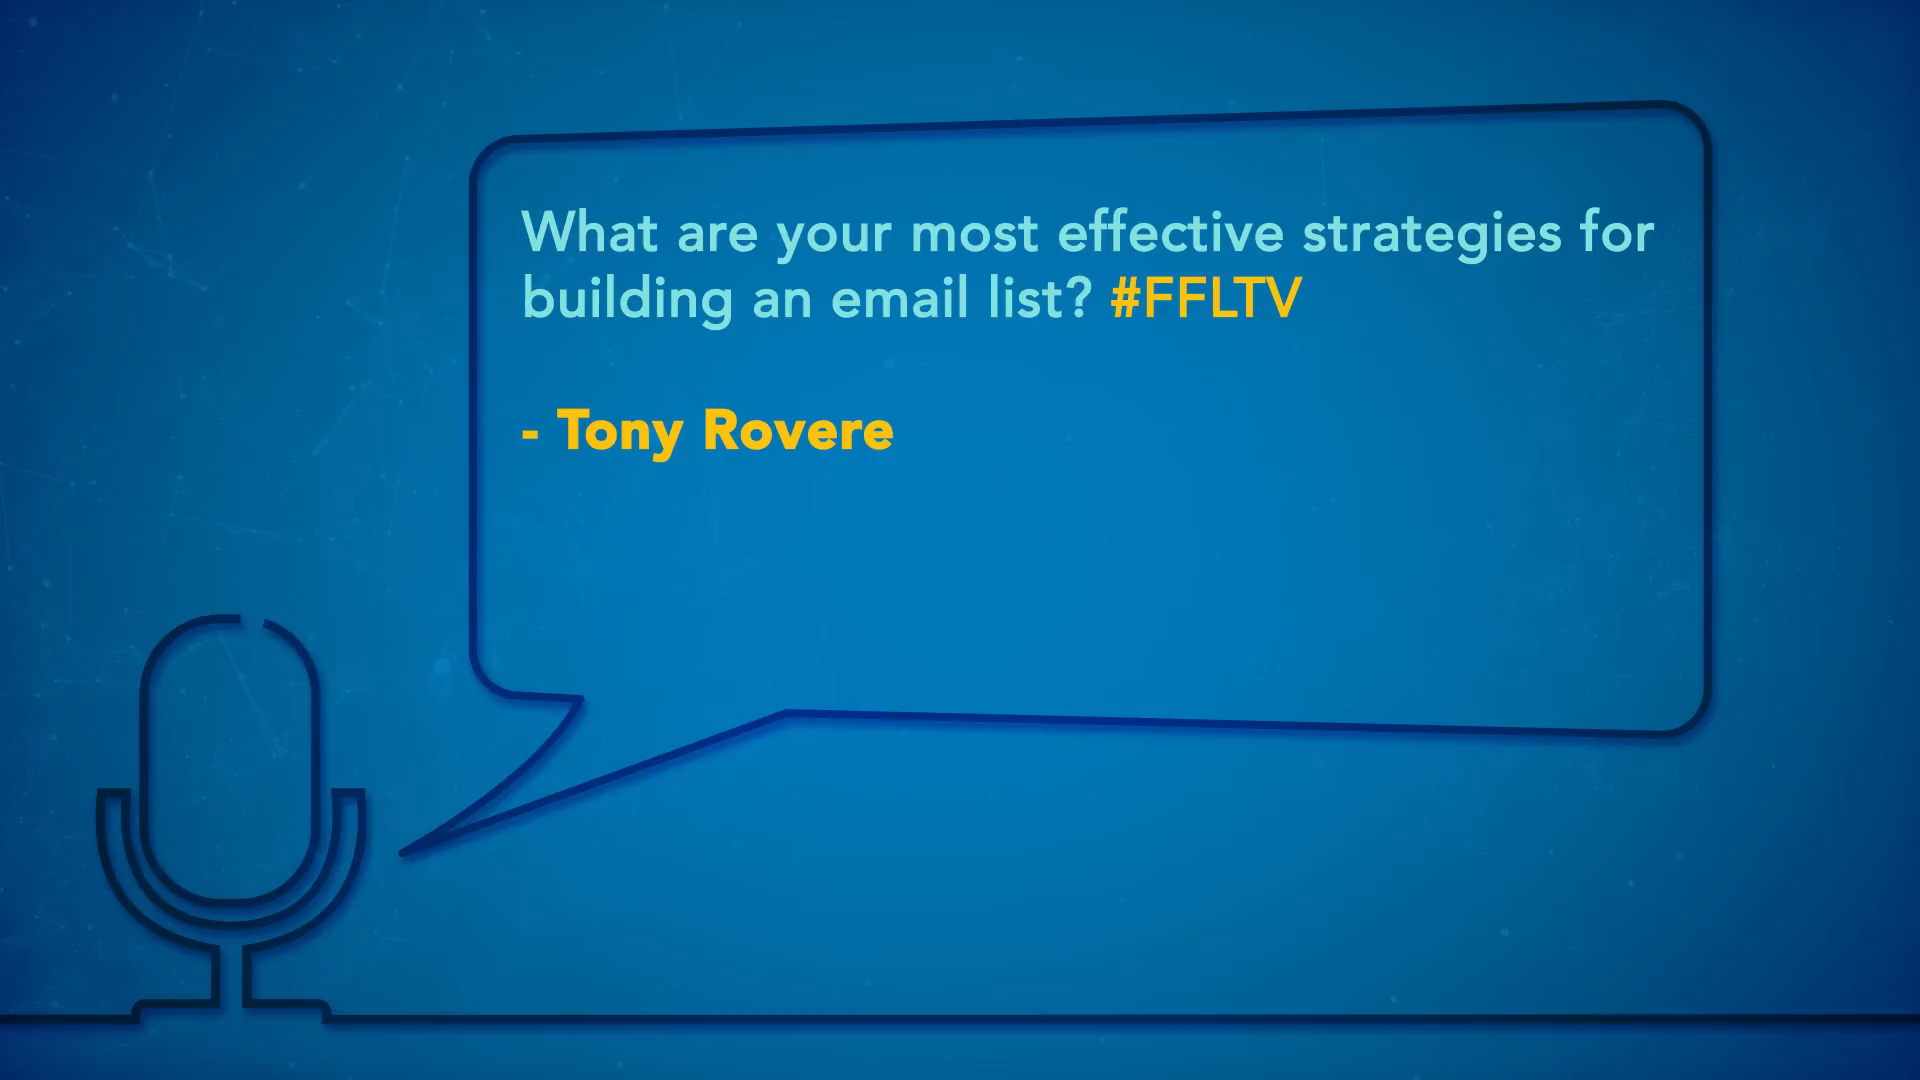 What are your most effective strategies for
building an email list? #FFLTV
- Tony Rovere